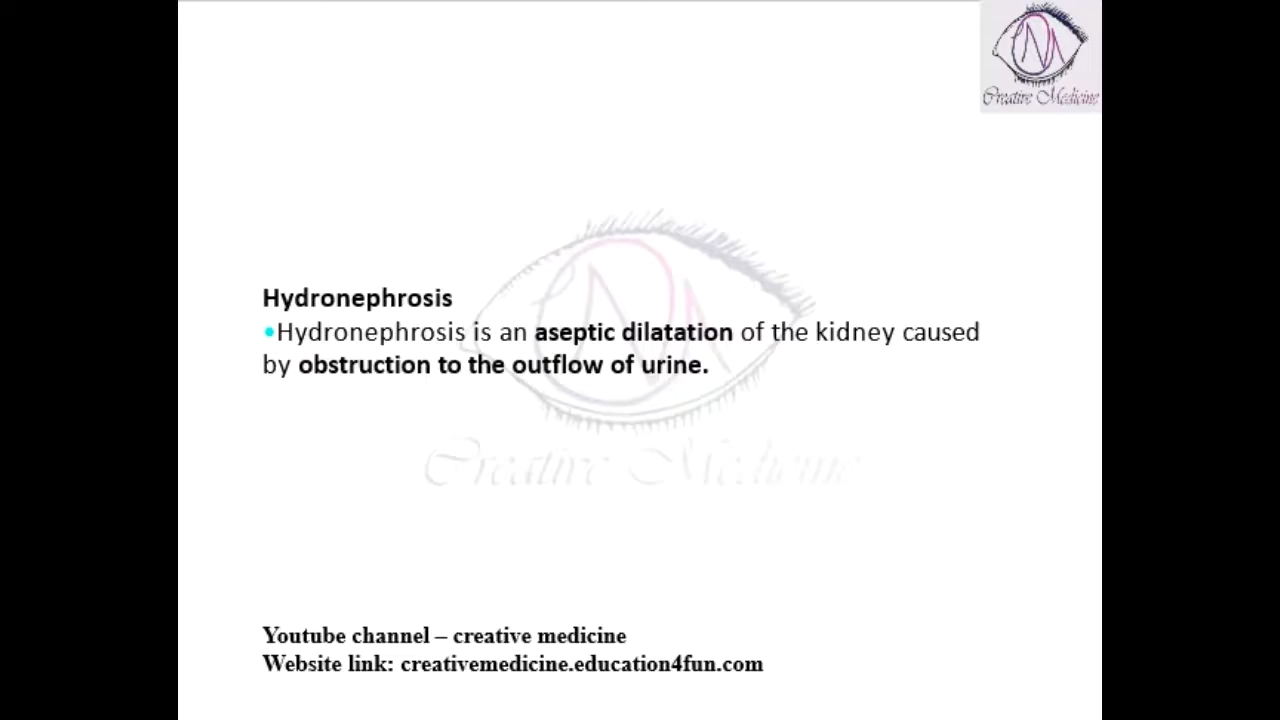 Creative Medicine
Hydronephrosis
•Hydronephrosis is an aseptic dilatation of the kidney caused
by obstruction to the outflow of urine.
Creative Medicine
Youtube channel – creative medicine
Website link: creativemedicine.education4fun.com